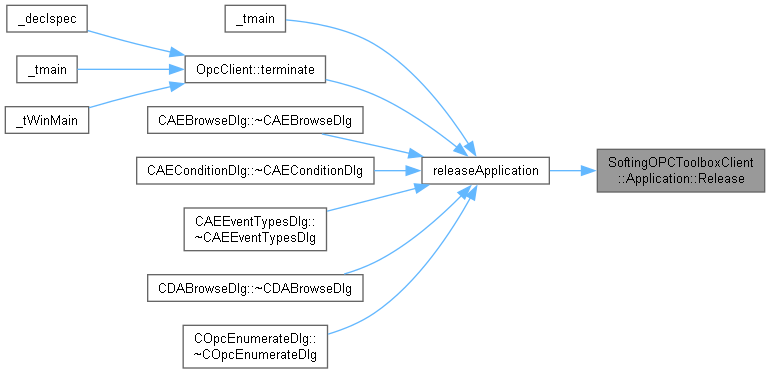 _declspec
_tmain
_tmain
OpcClient::terminate
_tWinMain
CAEBrowseDlg::~CAEBrowseDlg
CAEConditionDlg::~CAEConditionDlg
releaseApplication
SoftingOPCToolboxClient
::Application::Release
CAEEventTypesDlg::
~CAEEventTypesDlg
CDABrowseDlg::~CDABrowseDlg
COpcEnumerateDlg::
~COpcEnumerateDlg